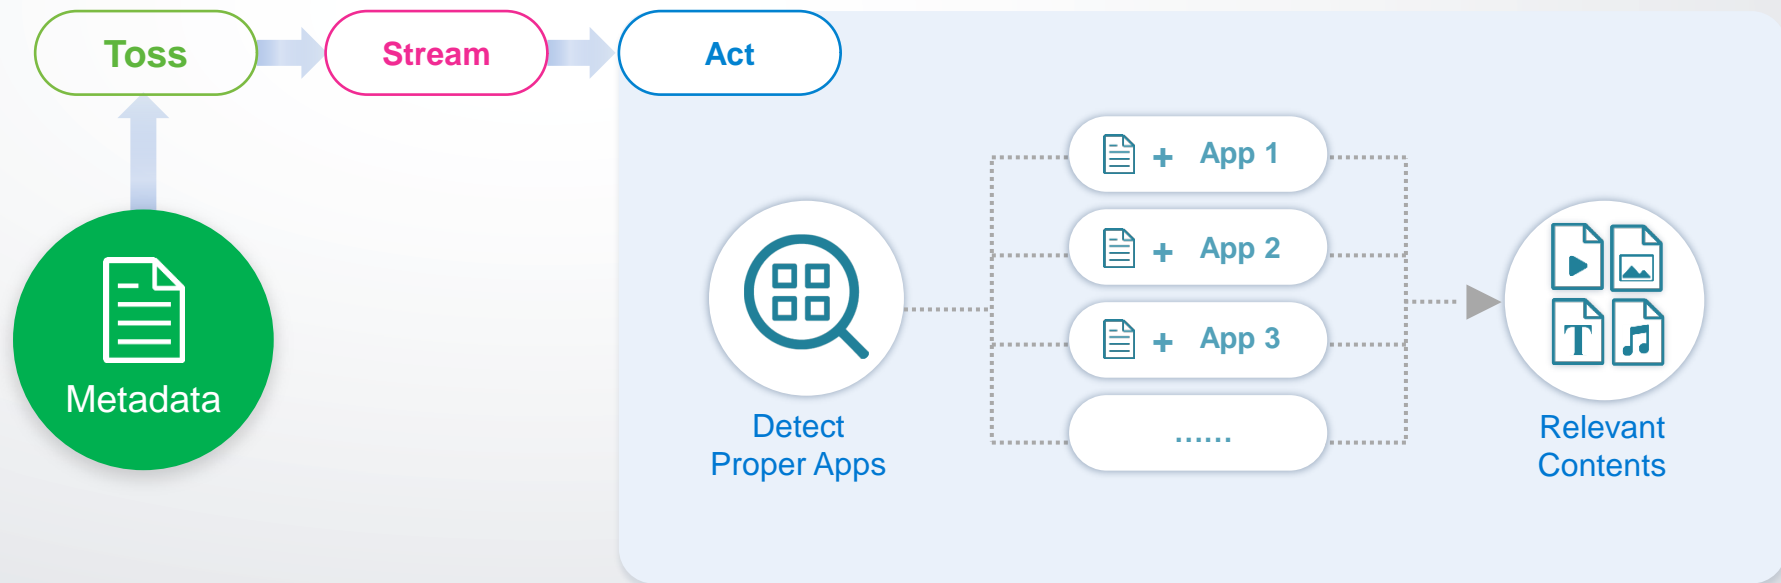 Toss
Stream
Act
Metadata
Detect
Proper Apps
+ App 1
+ App 2
+ App 3
......
T
Relevant
Contents